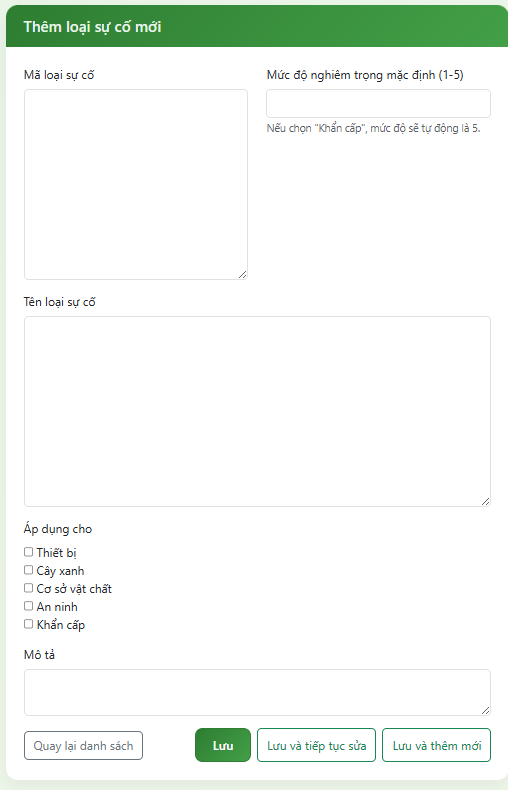 Thêm loại sự cố mới
Mã loại sự cố
Mức độ nghiêm trọng mặc định (1-5)
Nếu chọn "Khẩn cấp", mức độ sẽ tự động là 5.
Tên loại sự cố
Áp dụng cho
Thiết bị
Cây xanh
Cơ sở vật chất
An ninh
Khẩn cấp
Mô tả
Quay lại danh sách
Lưu
Lưu và tiếp tục sửa
Lưu và thêm mới